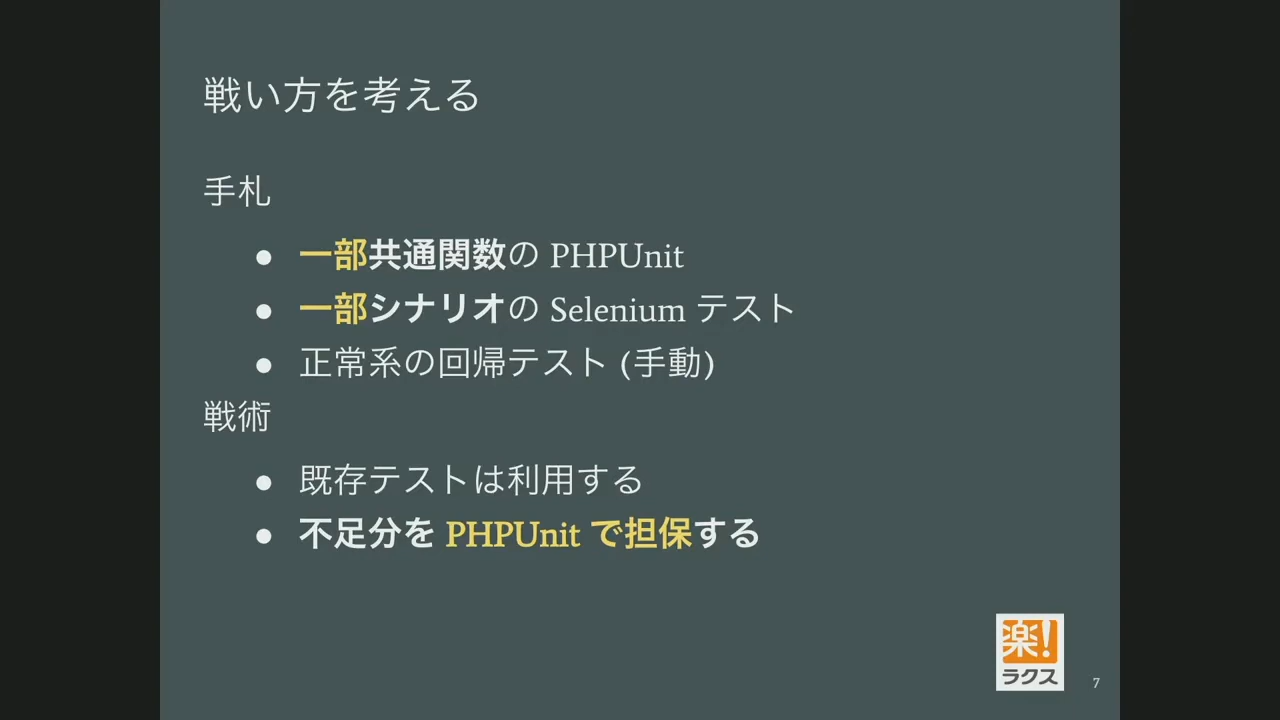 戦い方を考える
手札
● 一部共通関数の PHPUnit
● 一部シナリオの Selenium テスト
● 正常系の回帰テスト (手動)
戦術
● 既存テストは利用する
● 不足分を PHPUnit で担保する
楽!
ラクス
7